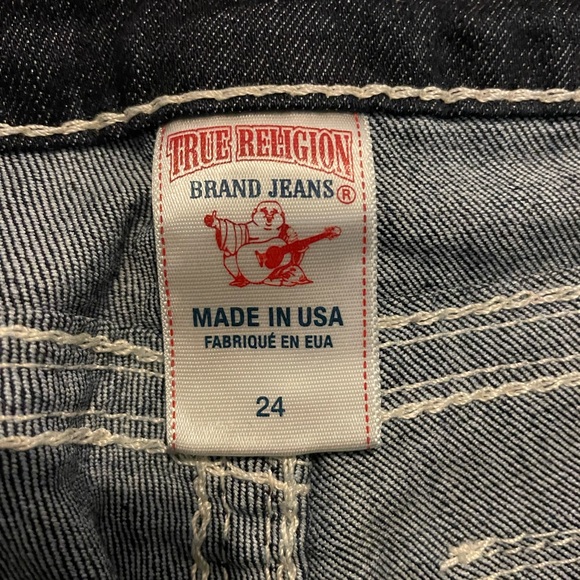 TRUE RELIGION
BRAND JEANS®
MADE IN USA
FABRIQUÉ EN EUA
24